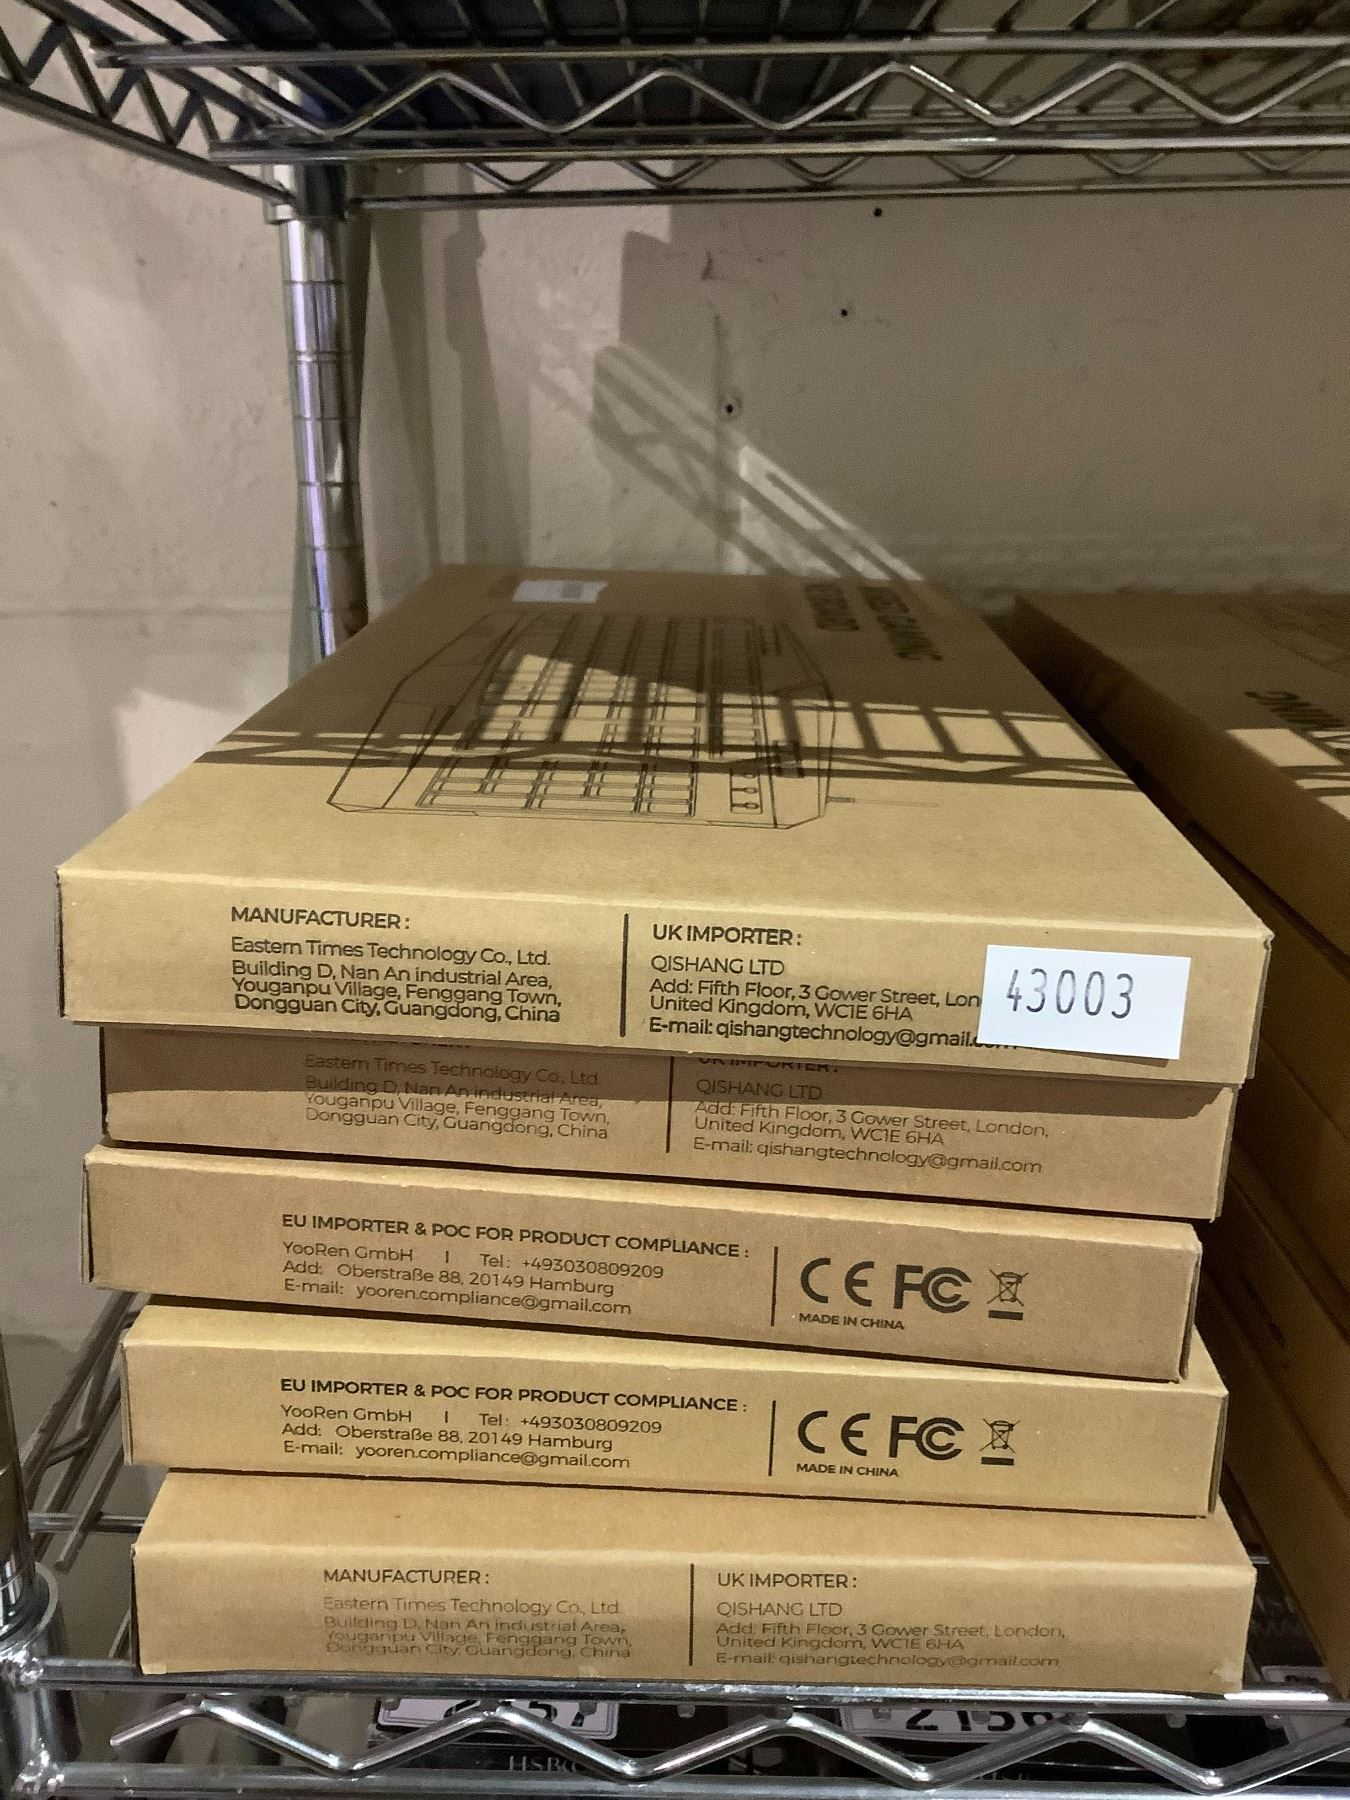 WIRED GAMING
KEYBOARD
MANUFACTURER:
Eastern Times Technology Co., Ltd.
Building D, Nan An industrial Area,
Youganpu Village, Fenggang Town,
Dongguan City, Guangdong, China
UK IMPORTER:
QISHANG LTD
Add: Fifth Floor, 3 Gower Street, Lon
United Kingdom, WC1E 6HA
E-mail: qishangtechnology@gmail.com
43003
Eastern Times Technology Co., Ltd.
Building D, Nan An industrial Area,
Youganpu Village, Fenggang Town,
Dongguan City, Guangdong, China
UK IMPORTER:
QISHANG LTD
Add: Fifth Floor, 3 Gower Street, London,
United Kingdom, WC1E 6HA
E-mail: qishangtechnology@gmail.com
EU IMPORTER & POC FOR PRODUCT COMPLIANCE:
YooRen GmbH | Tel: +493030809209
Add: Oberstraße 88, 20149 Hamburg
E-mail: yooren.compliance@gmail.com
CE FCC
MADE IN CHINA
EU IMPORTER & POC FOR PRODUCT COMPLIANCE:
YooRen GmbH | Tel: +493030809209
Add: Oberstraße 88, 20149 Hamburg
E-mail: yooren.compliance@gmail.com
CE FCC
MADE IN CHINA
MANUFACTURER:
Eastern Times Technology Co., Ltd.
Building D, Nan An industrial Area,
Youganpu Village, Fenggang Town,
Dongguan City, Guangdong, China
UK IMPORTER:
QISHANG LTD
Add: Fifth Floor, 3 Gower Street, London,
United Kingdom, WC1E 6HA
E-mail: qishangtechnology@gmail.com